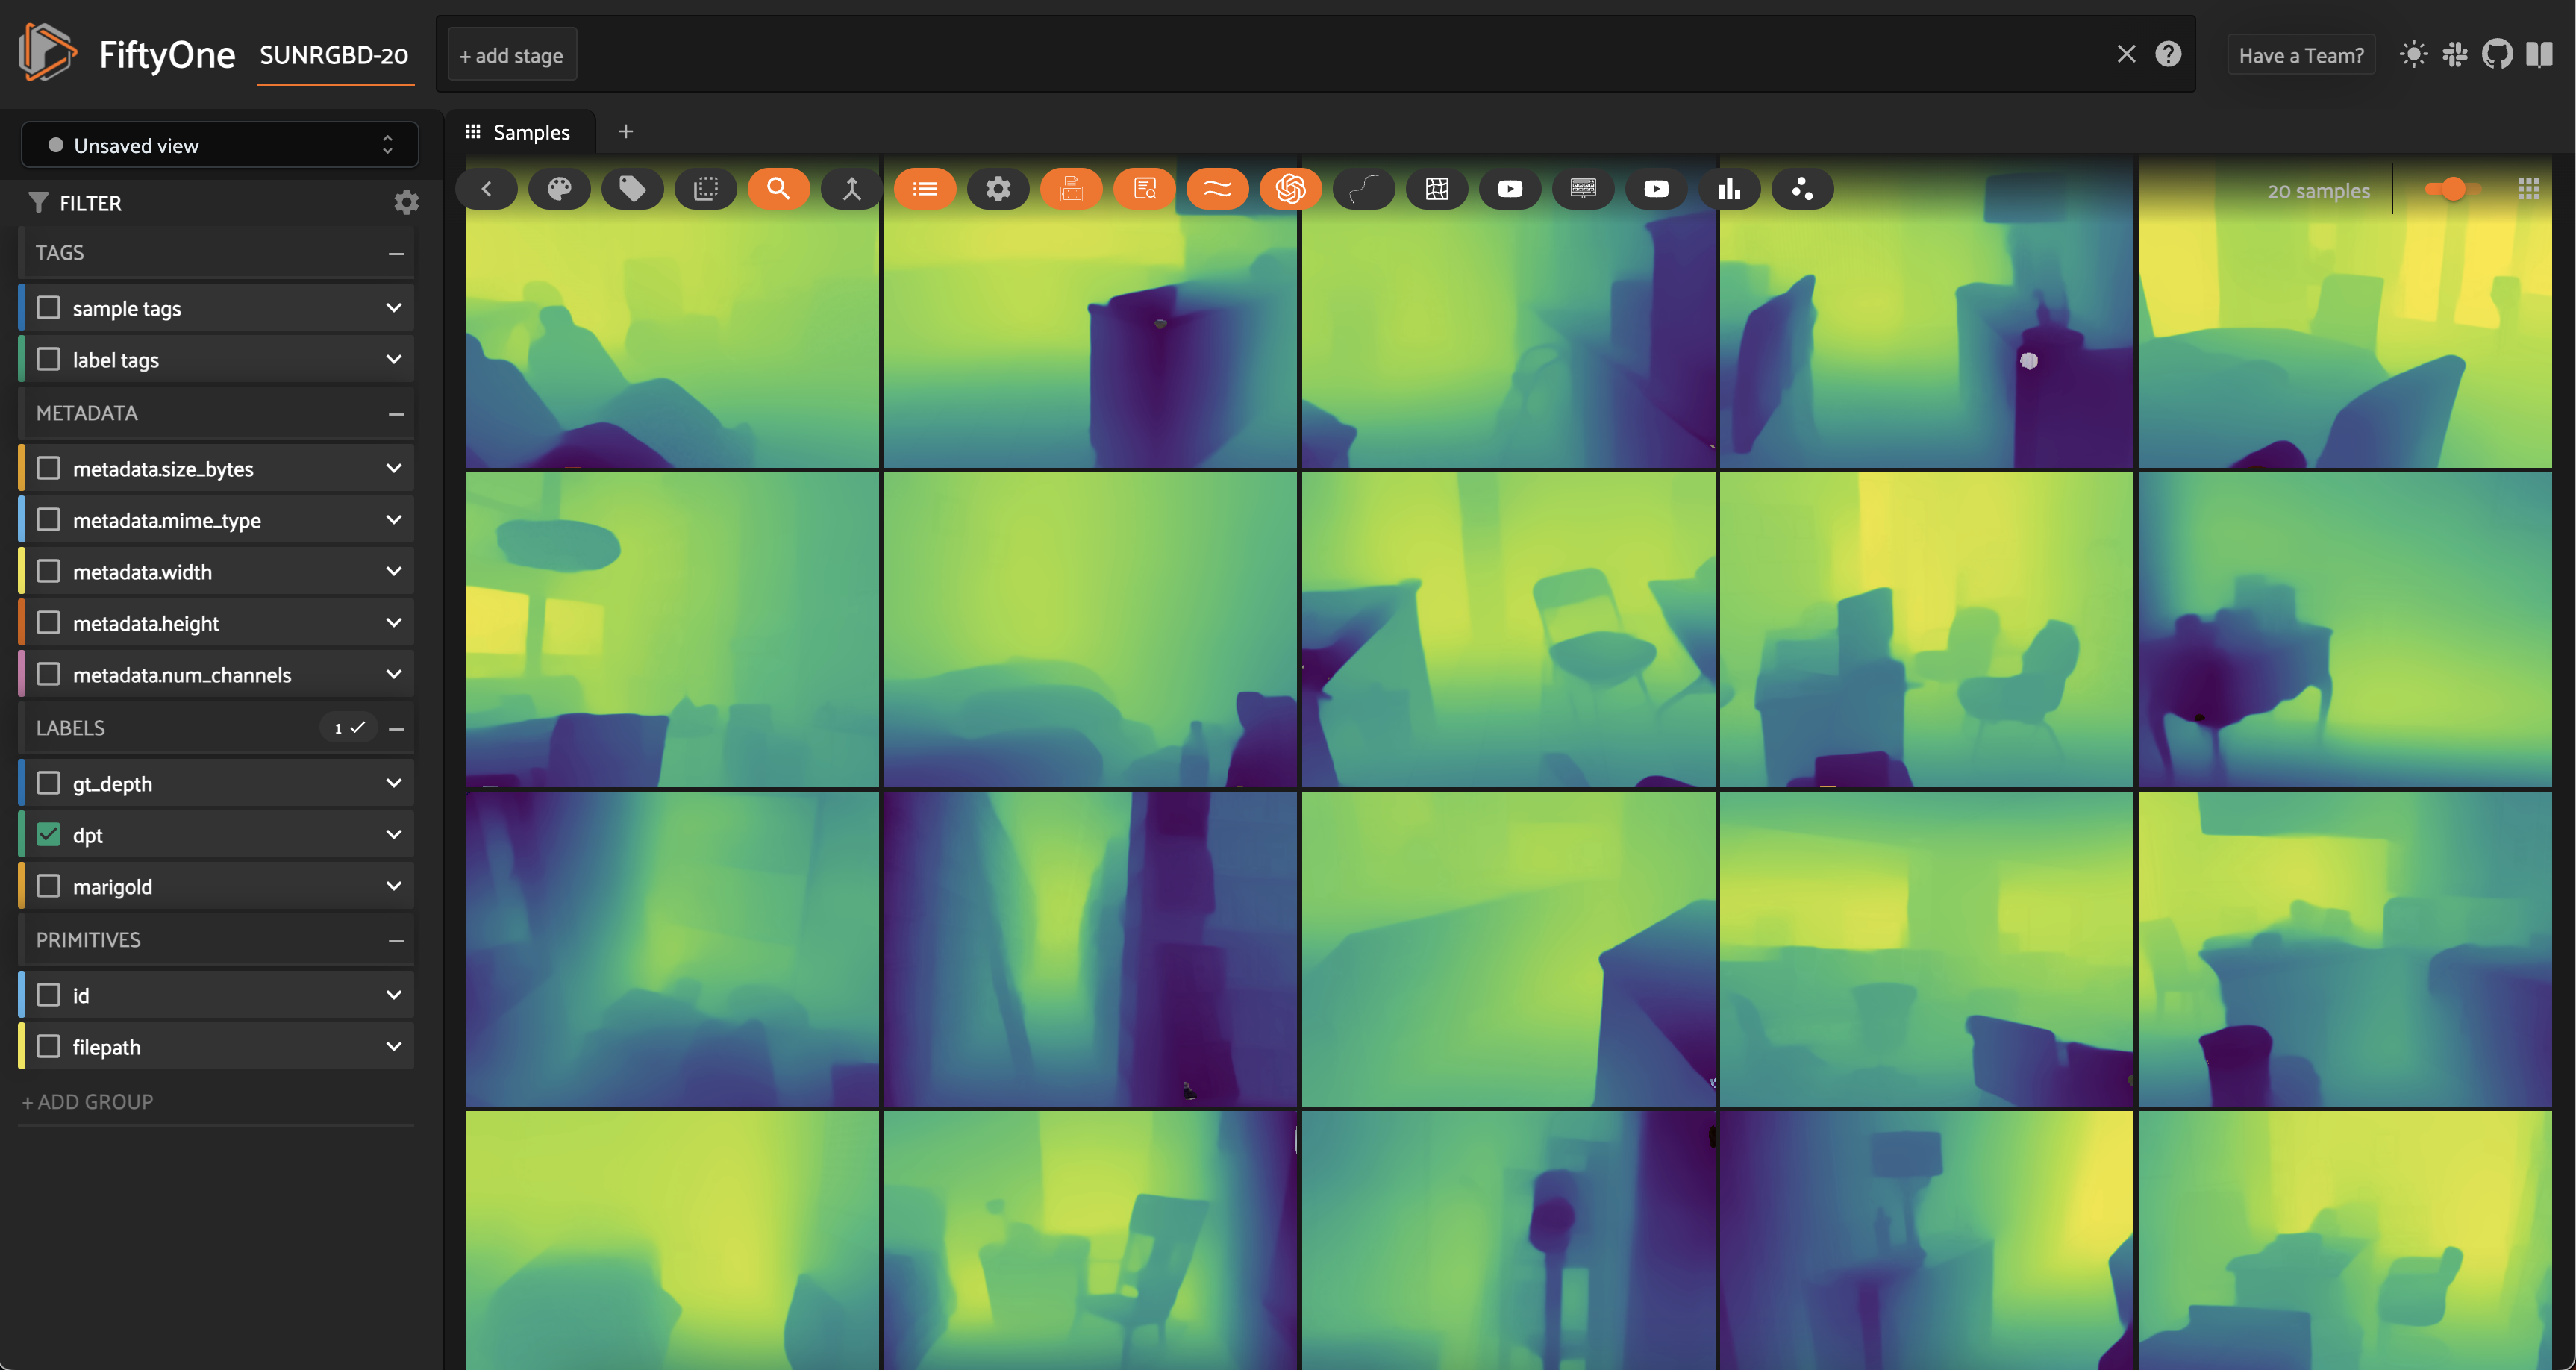 FiftyOne
SUNRGBD-20
+ add stage
Have a Team?
Unsaved view
Samples
+
20 samples
FILTER
TAGS
sample tags
label tags
METADATA
metadata.size_bytes
metadata.mime_type
metadata.width
metadata.height
metadata.num_channels
LABELS
1
gt_depth
dpt
marigold
PRIMITIVES
id
filepath
+ ADD GROUP